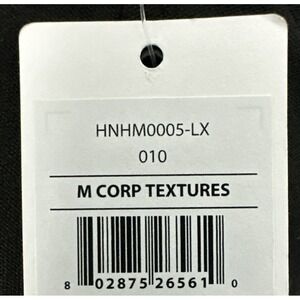 HNHM0005-LX
010
M CORP TEXTURES
8 02875 26561 0